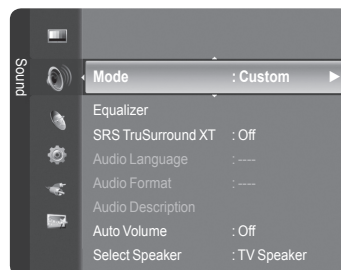 Sound
Mode : Custom ►
Equalizer
SRS TruSurround XT : Off
Audio Language : ----
Audio Format : ----
Audio Description
Auto Volume : Off
Select Speaker : TV Speaker